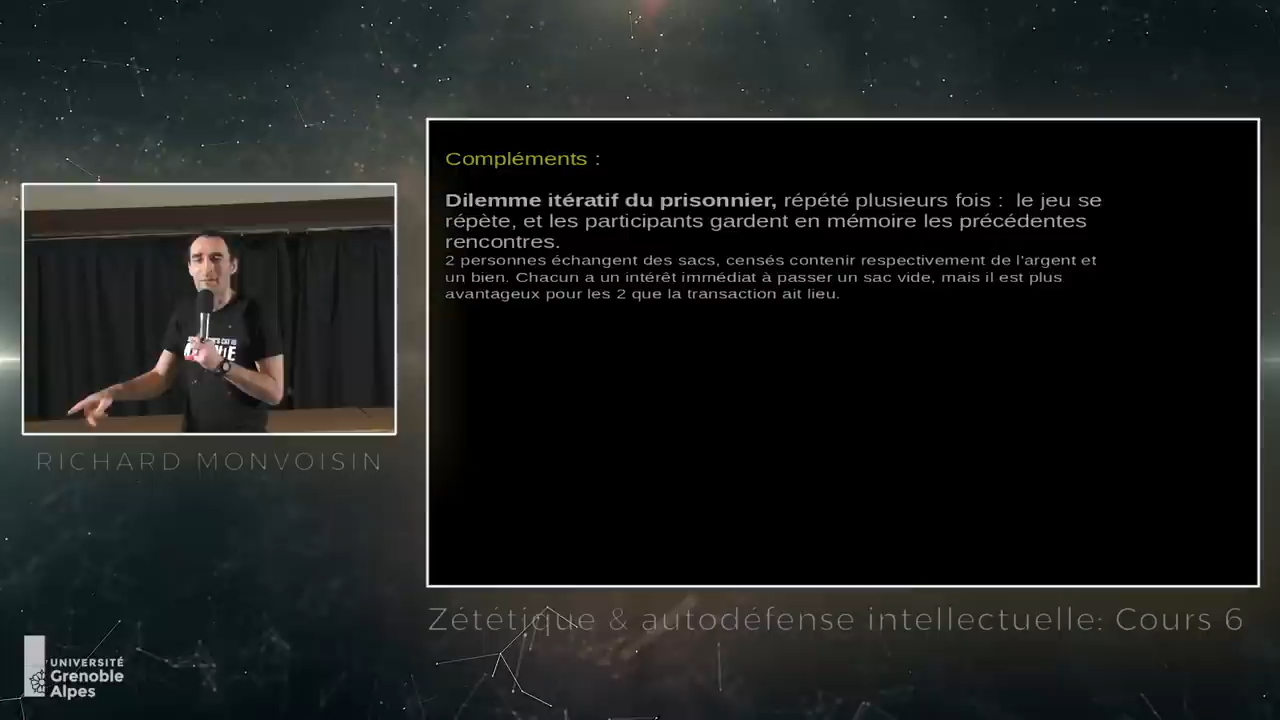 Compléments :
Dilemme itératif du prisonnier, répété plusieurs fois : le jeu se
répète, et les participants gardent en mémoire les précédentes
rencontres.
2 personnes échangent des sacs, censés contenir respectivement de l'argent et
un bien. Chacun a un intérêt immédiat à passer un sac vide, mais il est plus
avantageux pour les 2 que la transaction ait lieu.
RICHARD MONVOISIN
Zététique & autodéfense intellectuelle: Cours 6
UNIVERSITÉ
Grenoble
Alpes